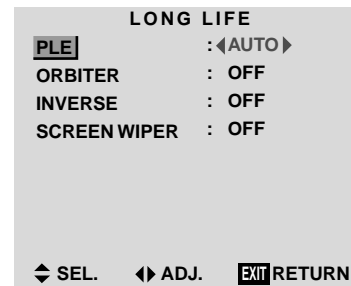 LONG LIFE
PLE : ◀AUTO▶
ORBITER : OFF
INVERSE : OFF
SCREEN WIPER : OFF
SEL. ADJ. EXIT RETURN